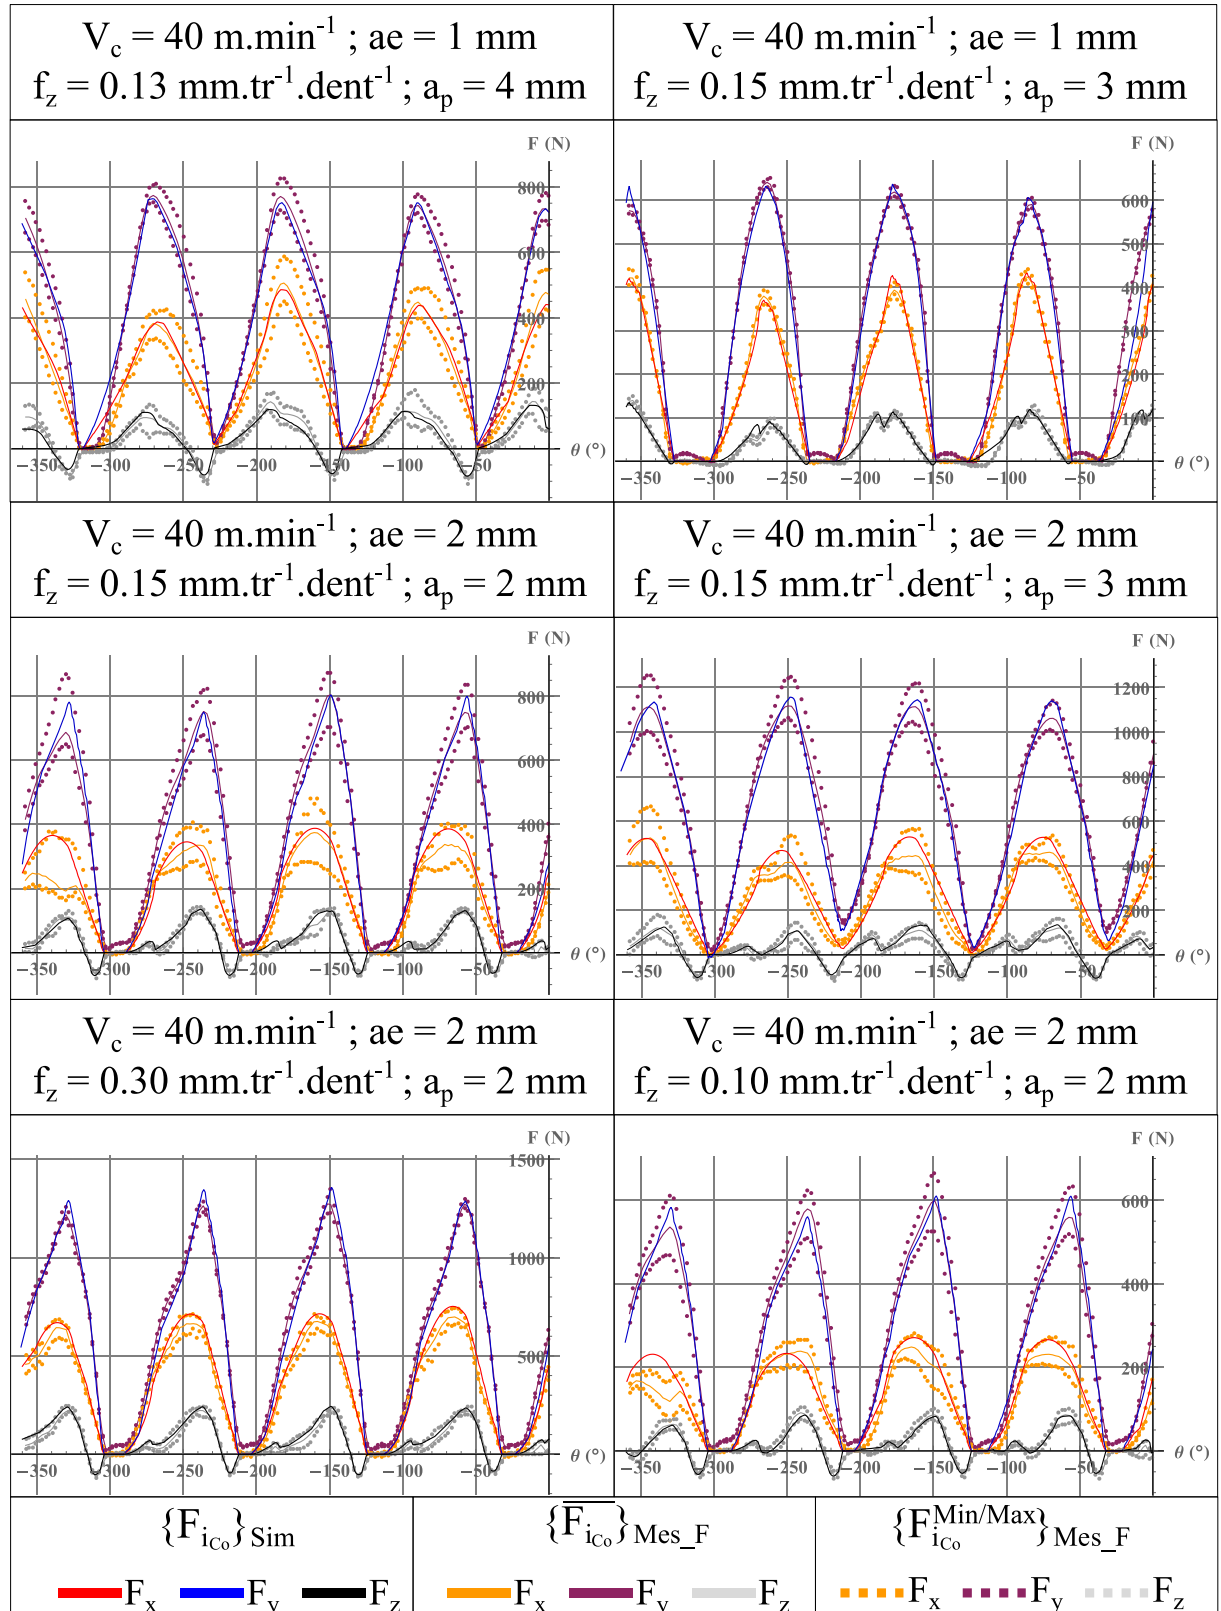 V_c = 40 m.min⁻¹ ; ae = 1 mm
f_z = 0.13 mm.tr⁻¹.dent⁻¹ ; a_p = 4 mm
V_c = 40 m.min⁻¹ ; ae = 1 mm
f_z = 0.15 mm.tr⁻¹.dent⁻¹ ; a_p = 3 mm
F (N)
800
600
400
200
−350 −300 −250 −200 −150 −100 −50 θ (°)
F (N)
600
500
400
300
200
100
−350 −300 −250 −200 −150 −100 −50 θ (°)
V_c = 40 m.min⁻¹ ; ae = 2 mm
f_z = 0.15 mm.tr⁻¹.dent⁻¹ ; a_p = 2 mm
V_c = 40 m.min⁻¹ ; ae = 2 mm
f_z = 0.15 mm.tr⁻¹.dent⁻¹ ; a_p = 3 mm
F (N)
800
600
400
200
−350 −300 −250 −200 −150 −100 −50 θ (°)
F (N)
1200
1000
800
600
400
200
−350 −300 −250 −200 −150 −100 −50 θ (°)
V_c = 40 m.min⁻¹ ; ae = 2 mm
f_z = 0.30 mm.tr⁻¹.dent⁻¹ ; a_p = 2 mm
V_c = 40 m.min⁻¹ ; ae = 2 mm
f_z = 0.10 mm.tr⁻¹.dent⁻¹ ; a_p = 2 mm
F (N)
1500
1000
500
−350 −300 −250 −200 −150 −100 −50 θ (°)
F (N)
600
400
200
−350 −300 −250 −200 −150 −100 −50 θ (°)
{F_{i_Co}}_Sim
F_x F_y F_z
{F̅_{i_Co}}_Mes_F
F_x F_y F_z
{F_{i_Co}^{Min/Max}}_Mes_F
F_x F_y F_z